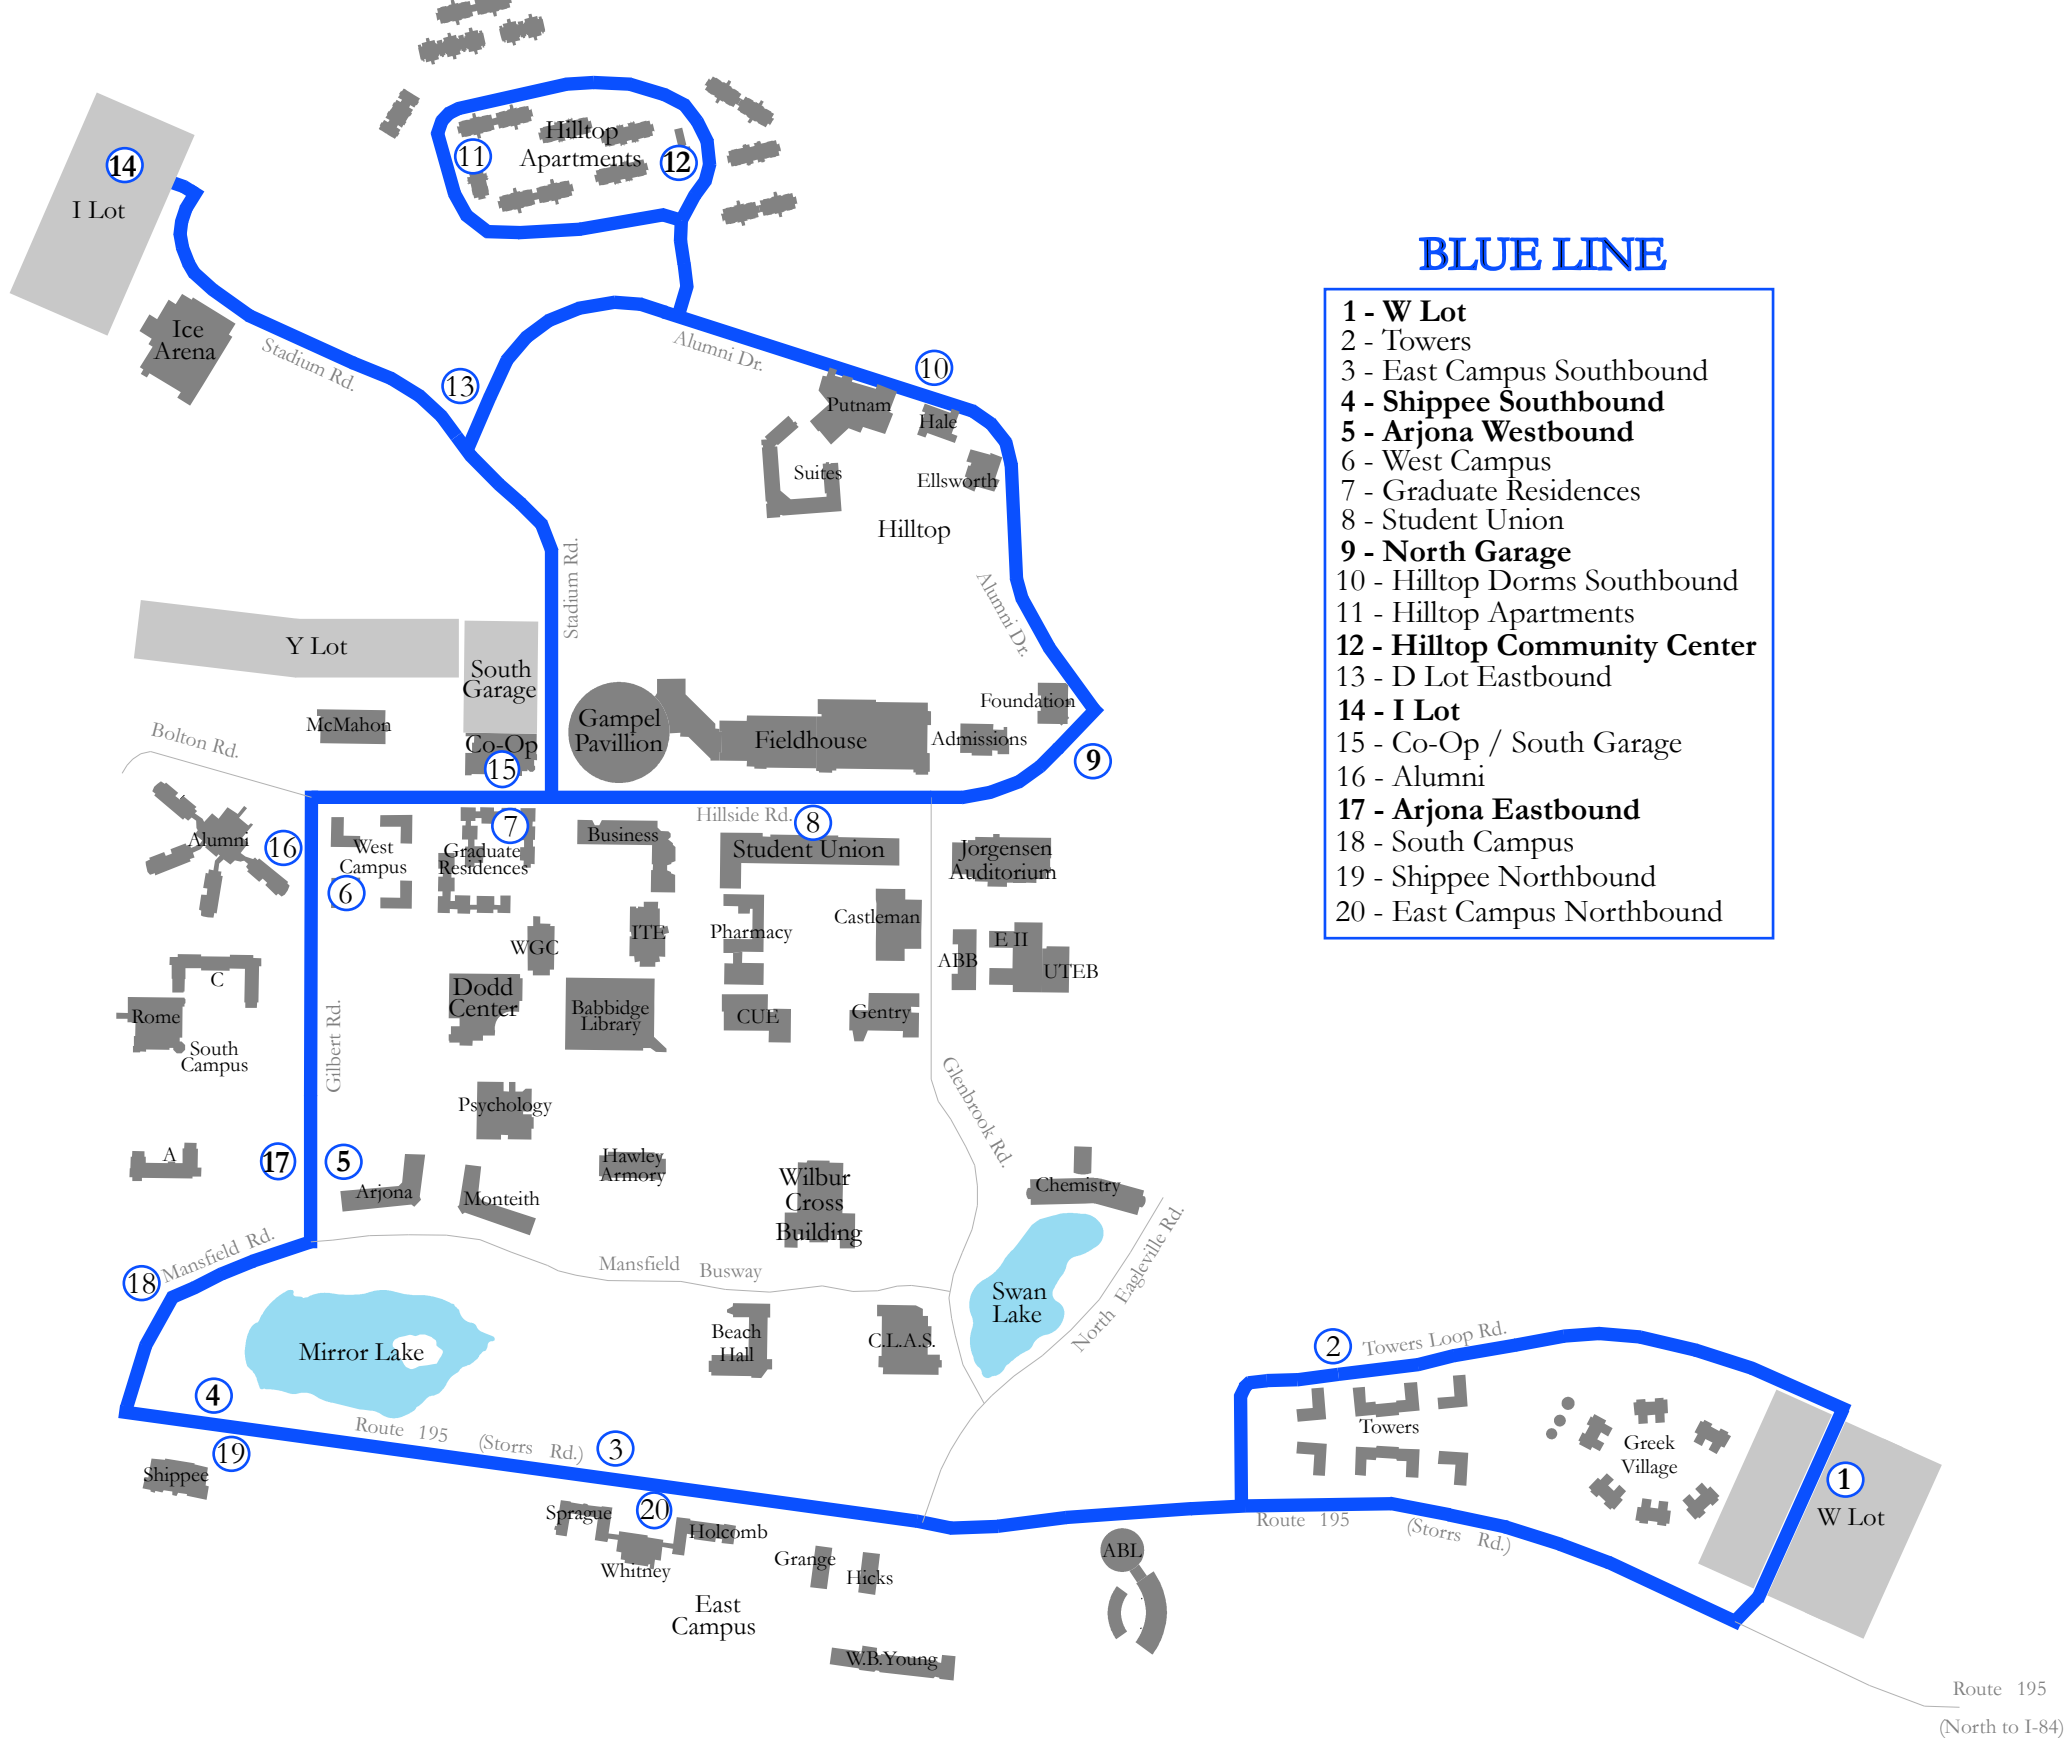 Hilltop
Apartments
11
12
14
I Lot
BLUE LINE
1 - W Lot
2 - Towers
3 - East Campus Southbound
4 - Shippee Southbound
5 - Arjona Westbound
6 - West Campus
7 - Graduate Residences
8 - Student Union
9 - North Garage
10 - Hilltop Dorms Southbound
11 - Hilltop Apartments
12 - Hilltop Community Center
13 - D Lot Eastbound
14 - I Lot
15 - Co-Op / South Garage
16 - Alumni
17 - Arjona Eastbound
18 - South Campus
19 - Shippee Northbound
20 - East Campus Northbound
Ice
Arena
Stadium Rd.
13
Alumni Dr.
10
Putnam
Hale
Suites
Ellsworth
Hilltop
Stadium Rd.
Alumni Dr.
Y Lot
South
Garage
McMahon
Co-Op
15
Gampel
Pavillion
Fieldhouse
Foundation
Admissions
9
Bolton Rd.
Hillside Rd.
8
7
Alumni
16
West
Campus
6
Graduate
Residences
Business
Student Union
Jorgensen
Auditorium
WGC
ITE
Pharmacy
Castleman
ABB
E II
UTEB
C
Rome
South
Campus
Gilbert Rd.
Dodd
Center
Babbidge
Library
CUE
Gentry
Glenbrook Rd.
Psychology
A
17
5
Arjona
Monteith
Hawley
Armory
Wilbur
Cross
Building
Chemistry
Mansfield Rd.
18
Mansfield Busway
Swan
Lake
North Eagleville Rd.
Mirror Lake
Beach
Hall
C.L.A.S.
4
19
Route 195 (Storrs Rd.)
3
Shippee
Sprague
20
Holcomb
Whitney
Grange
Hicks
East
Campus
W.B.Young
ABL
2
Towers Loop Rd.
Towers
Greek
Village
1
W Lot
Route 195 (Storrs Rd.)
Route 195
(North to I-84)